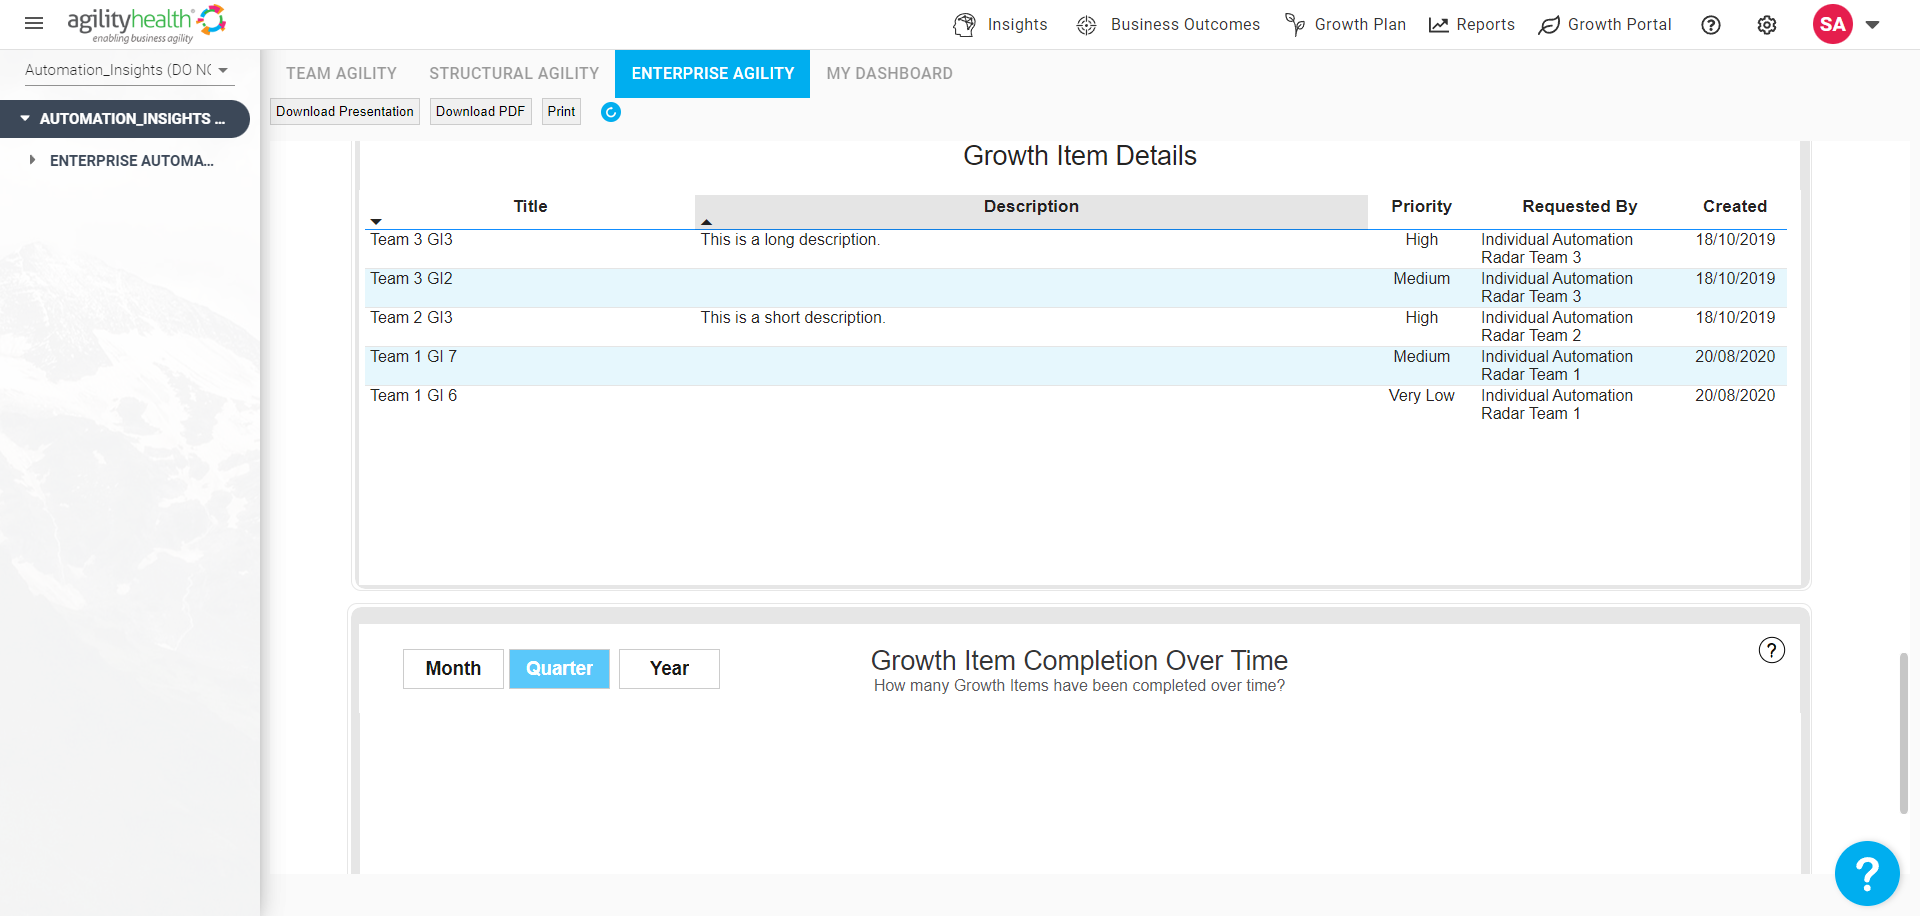 agilityhealth®
enabling business agility
Insights
Business Outcomes
Growth Plan
Reports
Growth Portal
?
SA
Automation_Insights (DO NO
AUTOMATION_INSIGHTS ...
ENTERPRISE AUTOMA...
TEAM AGILITY
STRUCTURAL AGILITY
ENTERPRISE AGILITY
MY DASHBOARD
Download Presentation
Download PDF
Print
Growth Item Details
Title Description Priority Requested By Created
Team 3 GI3 This is a long description. High Individual Automation 18/10/2019
Radar Team 3
Team 3 GI2 Medium Individual Automation 18/10/2019
Radar Team 3
Team 2 GI3 This is a short description. High Individual Automation 18/10/2019
Radar Team 2
Team 1 GI 7 Medium Individual Automation 20/08/2020
Radar Team 1
Team 1 GI 6 Very Low Individual Automation 20/08/2020
Radar Team 1
Month
Quarter
Year
Growth Item Completion Over Time
How many Growth Items have been completed over time?
?
?